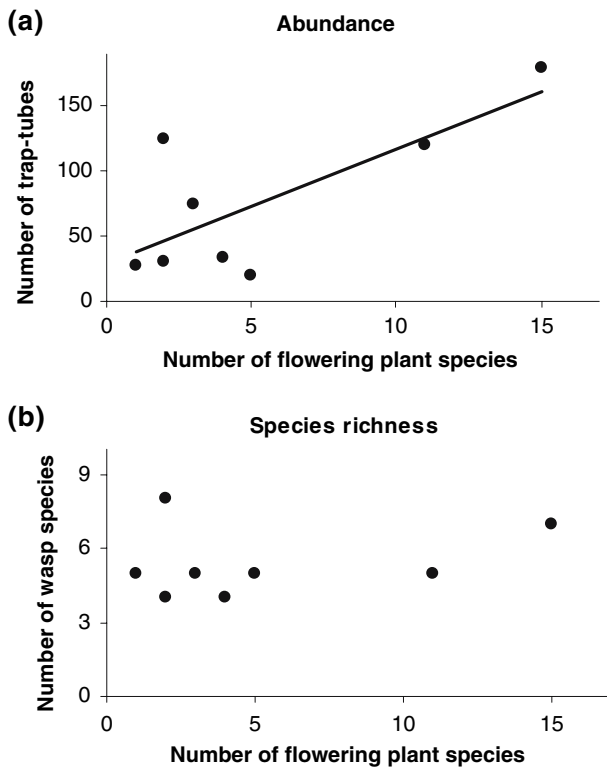 (a)
Abundance
Number of trap-tubes
150
100
50
0
0 5 10 15
Number of flowering plant species
(b)
Species richness
Number of wasp species
9
6
3
0
0 5 10 15
Number of flowering plant species